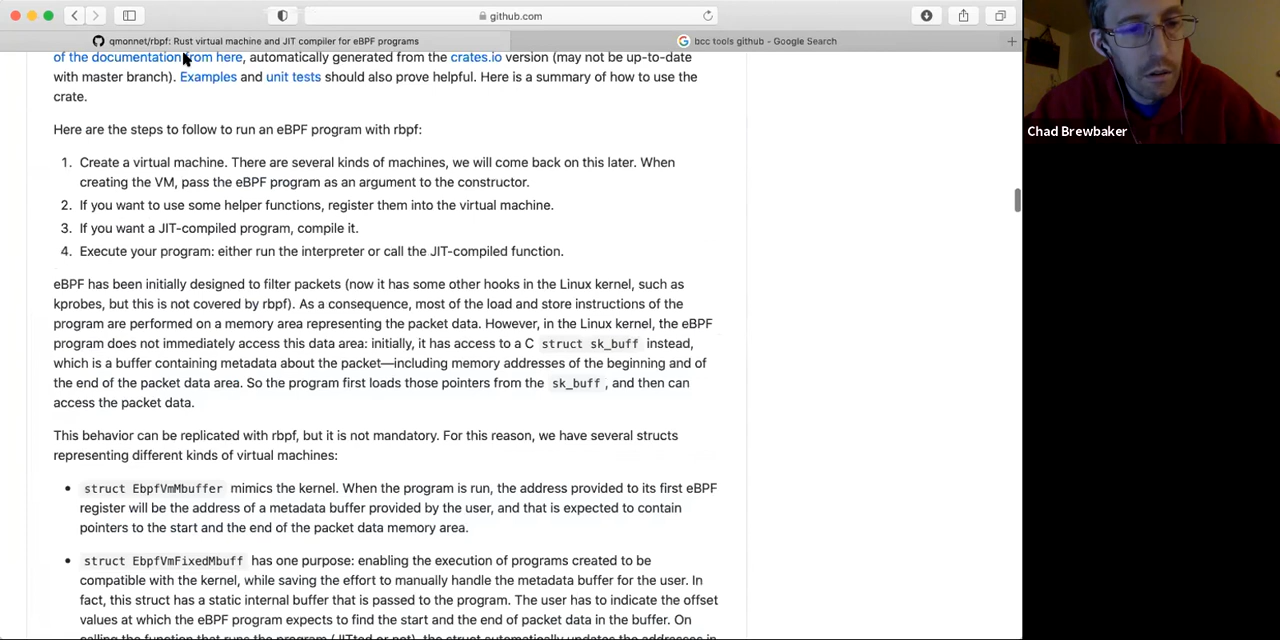 github.com
qmonnet/rbpf: Rust virtual machine and JIT compiler for eBPF programs
bcc tools github - Google Search
of the documentation from here, automatically generated from the crates.io version (may not be up-to-date
with master branch). Examples and unit tests should also prove helpful. Here is a summary of how to use the
crate.
Here are the steps to follow to run an eBPF program with rbpf:
1. Create a virtual machine. There are several kinds of machines, we will come back on this later. When
creating the VM, pass the eBPF program as an argument to the constructor.
2. If you want to use some helper functions, register them into the virtual machine.
3. If you want a JIT-compiled program, compile it.
4. Execute your program: either run the interpreter or call the JIT-compiled function.
eBPF has been initially designed to filter packets (now it has some other hooks in the Linux kernel, such as
kprobes, but this is not covered by rbpf). As a consequence, most of the load and store instructions of the
program are performed on a memory area representing the packet data. However, in the Linux kernel, the eBPF
program does not immediately access this data area: initially, it has access to a C struct sk_buff instead,
which is a buffer containing metadata about the packet—including memory addresses of the beginning and of
the end of the packet data area. So the program first loads those pointers from the sk_buff , and then can
access the packet data.
This behavior can be replicated with rbpf, but it is not mandatory. For this reason, we have several structs
representing different kinds of virtual machines:
• struct EbpfVmMbuffer mimics the kernel. When the program is run, the address provided to its first eBPF
register will be the address of a metadata buffer provided by the user, and that is expected to contain
pointers to the start and the end of the packet data memory area.
• struct EbpfVmFixedMbuff has one purpose: enabling the execution of programs created to be
compatible with the kernel, while saving the effort to manually handle the metadata buffer for the user. In
fact, this struct has a static internal buffer that is passed to the program. The user has to indicate the offset
values at which the eBPF program expects to find the start and the end of packet data in the buffer. On
calling the function that runs the program (JITted or not), the struct automatically updates the addresses in
Chad Brewbaker